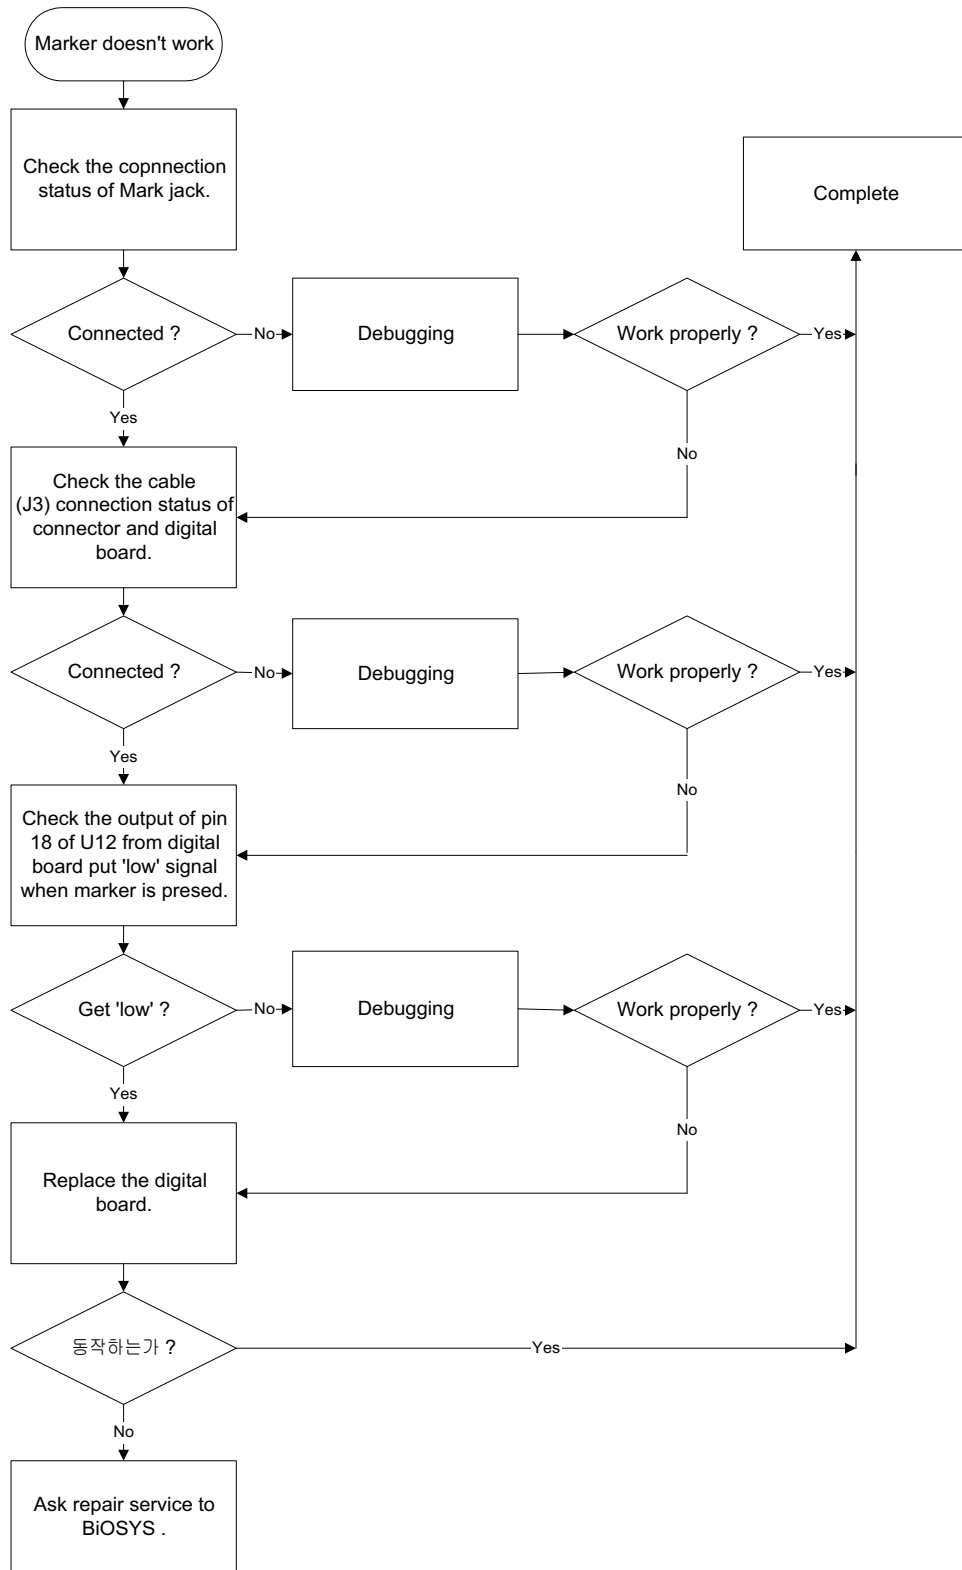 Marker doesn't work
Check the copnnection
status of Mark jack.
Complete
Connected ?
No
Debugging
Work properly ?
Yes
Yes
No
Check the cable
(J3) connection status of
connector and digital
board.
Connected ?
No
Debugging
Work properly ?
Yes
Yes
No
Check the output of pin
18 of U12 from digital
board put 'low' signal
when marker is presed.
Get 'low' ?
No
Debugging
Work properly ?
Yes
Yes
No
Replace the digital
board.
동작하는가 ?
Yes
No
Ask repair service to
BiOSYS .